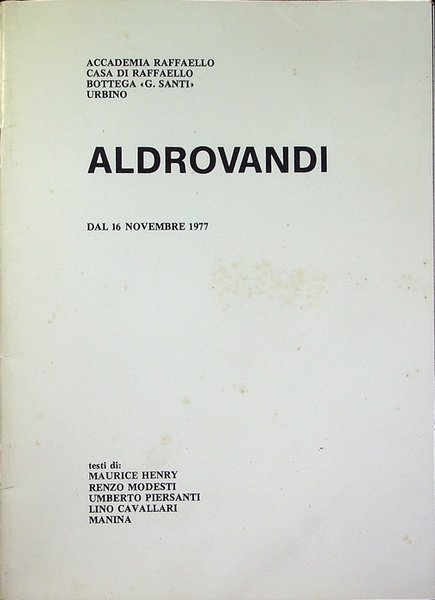 ACCADEMIA RAFFAELLO
CASA DI RAFFAELLO
BOTTEGA ‹G. SANTI›
URBINO
ALDROVANDI
DAL 16 NOVEMBRE 1977
testi di:
MAURICE HENRY
RENZO MODESTI
UMBERTO PIERSANTI
LINO CAVALLARI
MANINA